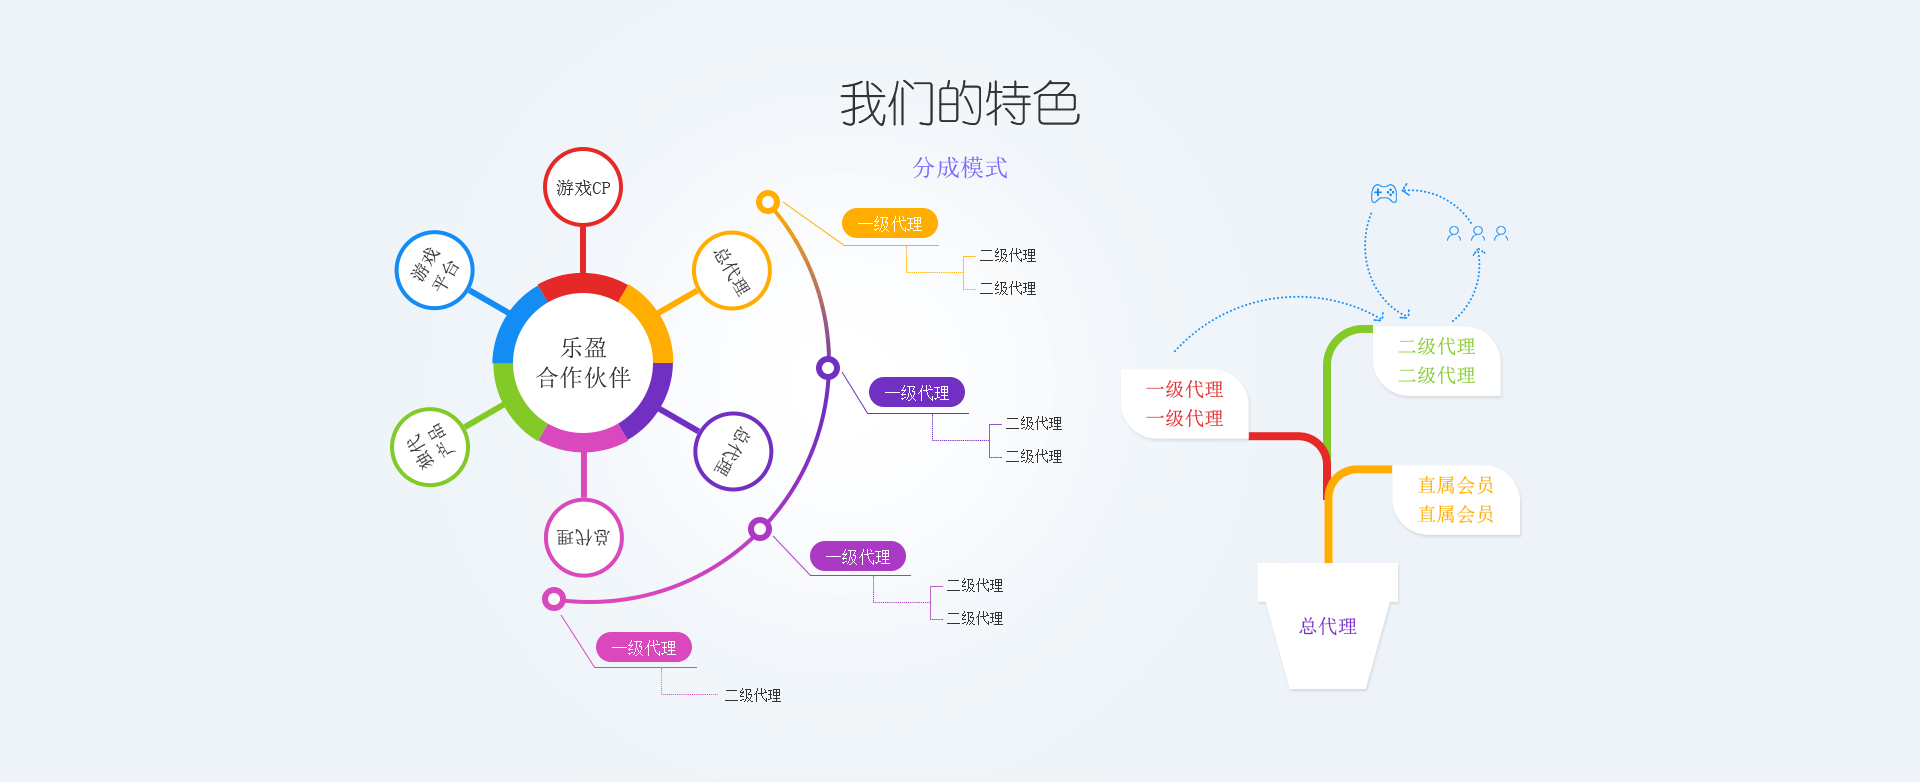 我们的特色
分成模式
游戏CP
游戏
平台
总代理
乐盈
合作伙伴
独代
产品
总代理
总代理
一级代理
二级代理
二级代理
一级代理
二级代理
二级代理
一级代理
二级代理
二级代理
一级代理
二级代理
二级代理
二级代理
一级代理
一级代理
直属会员
直属会员
总代理